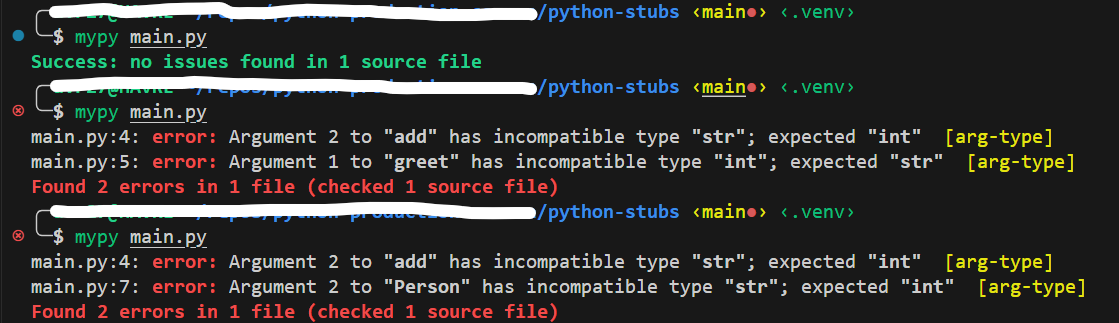 /python-stubs ‹main●› ‹.venv›
$ mypy main.py
Success: no issues found in 1 source file
/python-stubs ‹main●› ‹.venv›
$ mypy main.py
main.py:4: error: Argument 2 to "add" has incompatible type "str"; expected "int"  [arg-type]
main.py:5: error: Argument 1 to "greet" has incompatible type "int"; expected "str"  [arg-type]
Found 2 errors in 1 file (checked 1 source file)
/python-stubs ‹main●› ‹.venv›
$ mypy main.py
main.py:4: error: Argument 2 to "add" has incompatible type "str"; expected "int"  [arg-type]
main.py:7: error: Argument 2 to "Person" has incompatible type "str"; expected "int"  [arg-type]
Found 2 errors in 1 file (checked 1 source file)